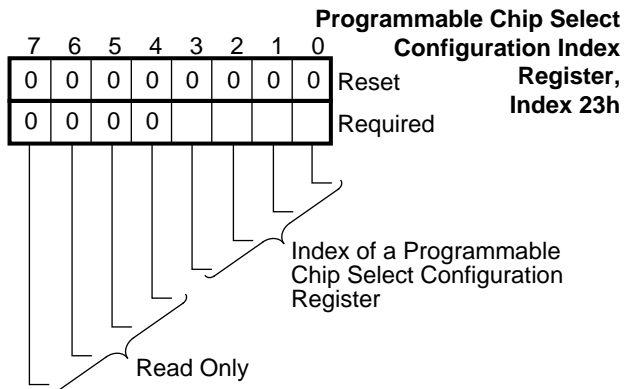 Programmable Chip Select
Configuration Index
Register,
Index 23h
7 6 5 4 3 2 1 0
0 0 0 0 0 0 0 0 Reset
0 0 0 0 Required
Index of a Programmable
Chip Select Configuration
Register
Read Only